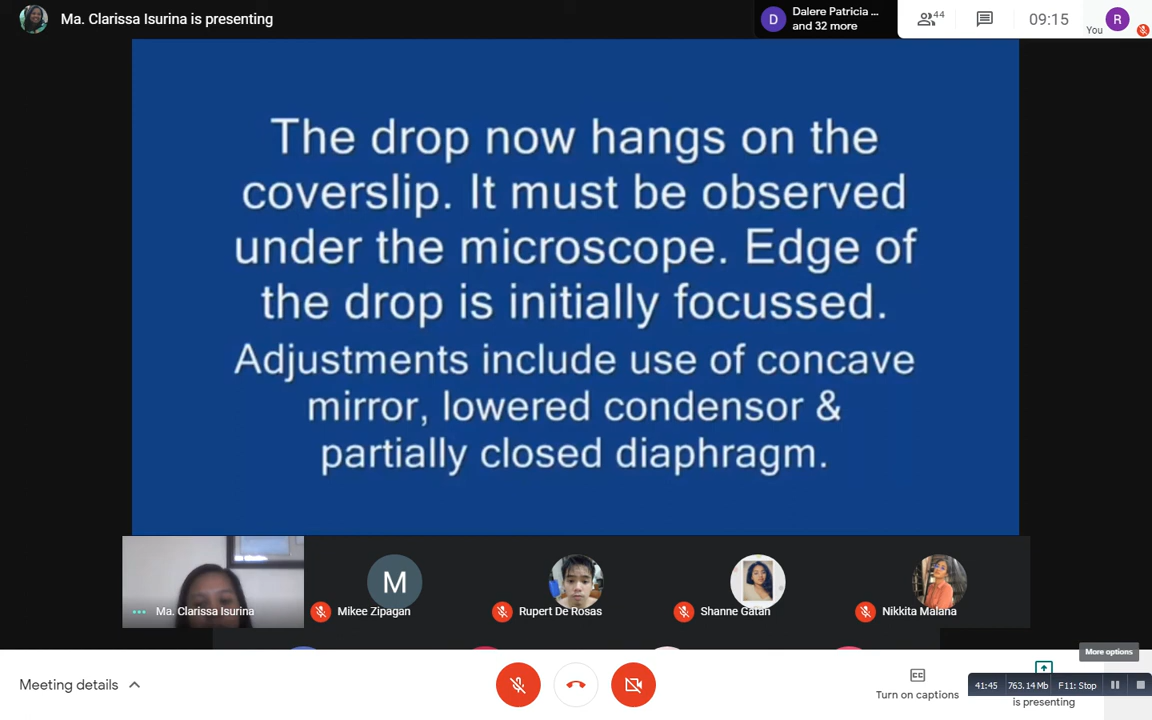 Ma. Clarissa Isurina is presenting
D
Dalere Patricia ...
and 32 more
44
09:15
You
R
The drop now hangs on the
coverslip. It must be observed
under the microscope. Edge of
the drop is initially focussed.
Adjustments include use of concave
mirror, lowered condensor &
partially closed diaphragm.
Ma. Clarissa Isurina
M
Mikee Zipagan
Rupert De Rosas
Shanne Gatan
Nikkita Malana
More options
Meeting details
CC
Turn on captions
41:45
763.14 Mb
F11: Stop
is presenting